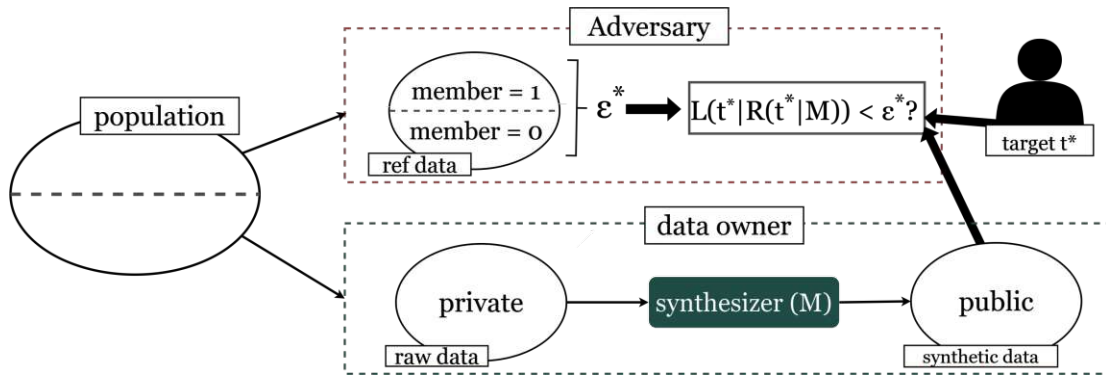 Adversary
population
member = 1
member = 0
ref data
ε*
L(t*|R(t*|M)) < ε*?
target t*
data owner
private
raw data
synthesizer (M)
public
synthetic data